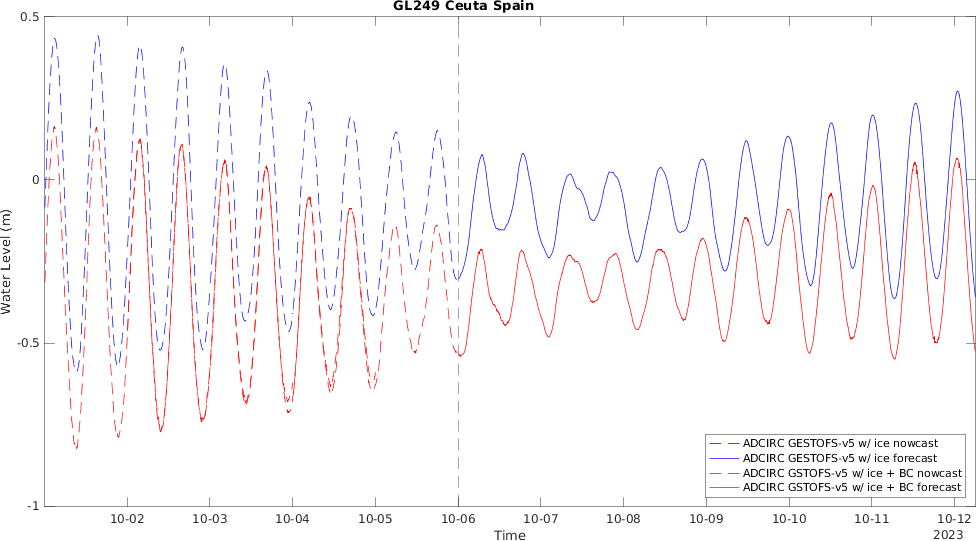 GL249 Ceuta Spain
Water Level (m)
0.5
0
-0.5
-1
10-02 10-03 10-04 10-05 10-06 10-07 10-08 10-09 10-10 10-11 10-12
2023
Time
ADCIRC GESTOFS-v5 w/ ice nowcast
ADCIRC GESTOFS-v5 w/ ice forecast
ADCIRC GSTOFS-v5 w/ ice + BC nowcast
ADCIRC GSTOFS-v5 w/ ice + BC forecast